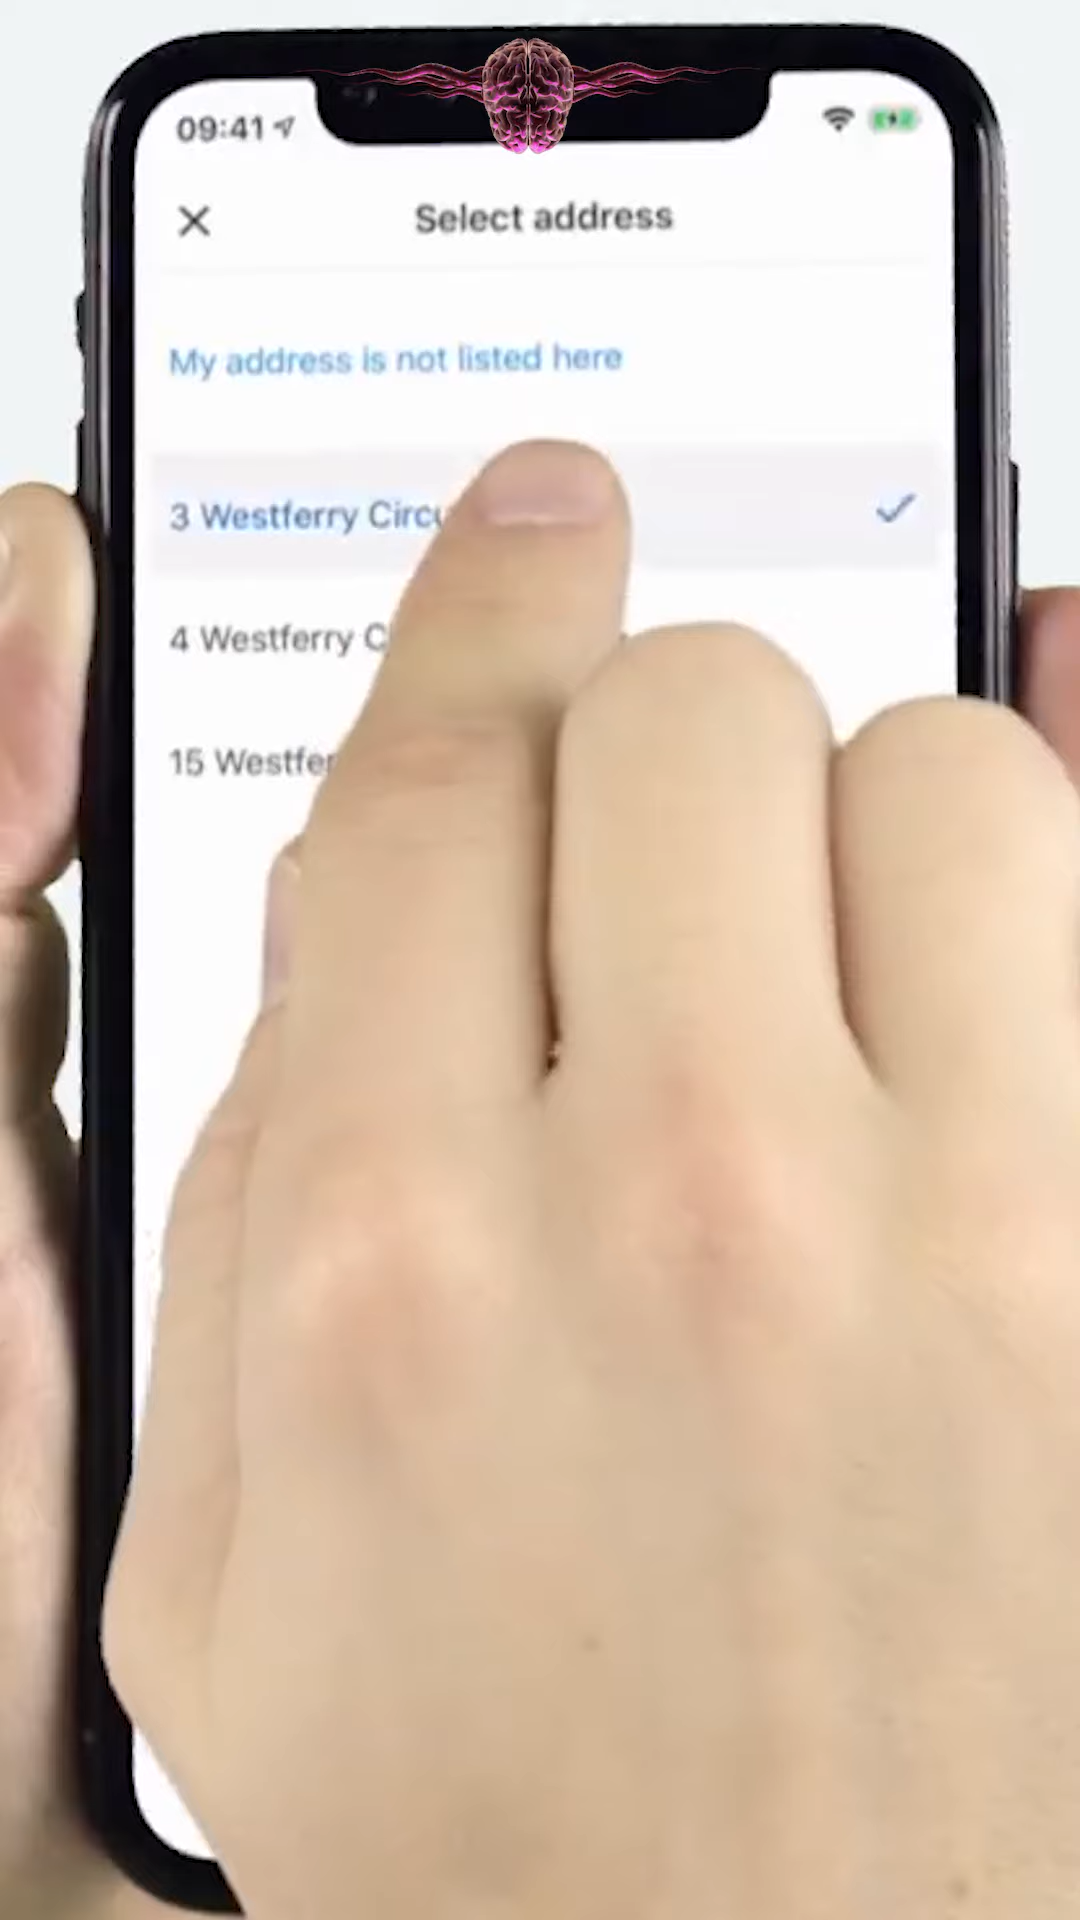 09:41
Select address
My address is not listed here
3 Westferry Circu
4 Westferry C
15 Westfer